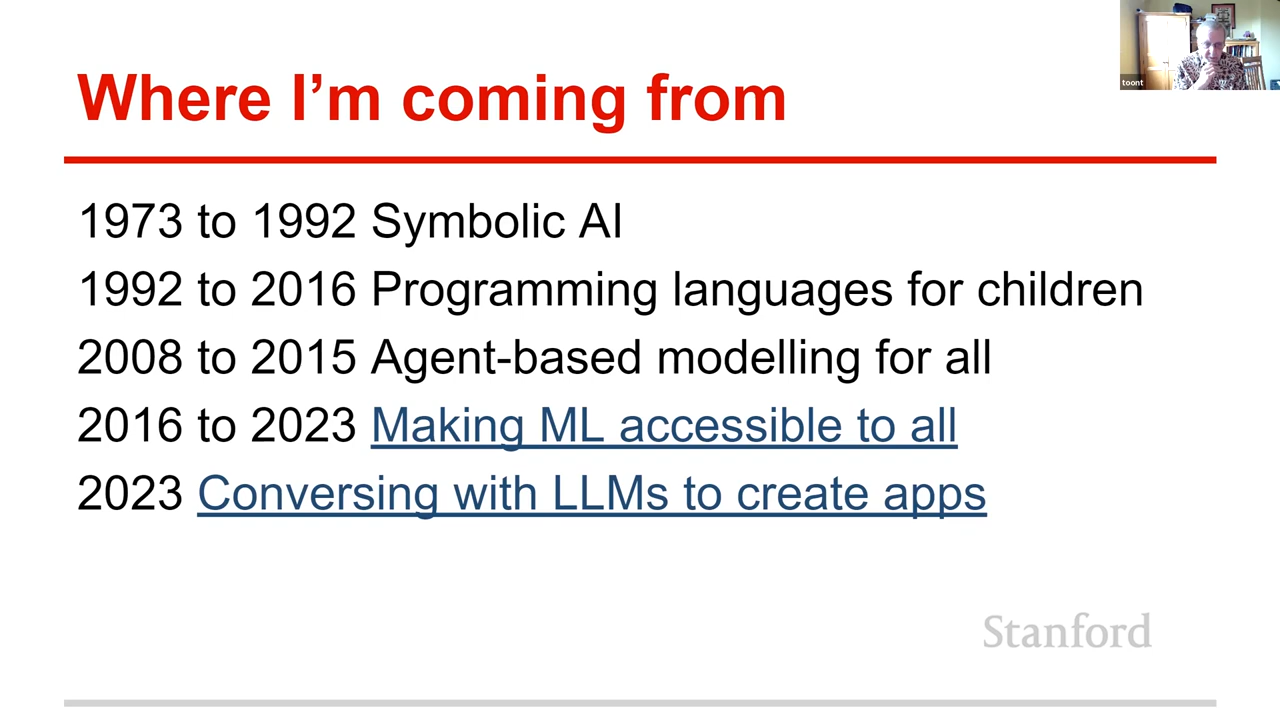 Where I’m coming from
toont
1973 to 1992 Symbolic AI
1992 to 2016 Programming languages for children
2008 to 2015 Agent-based modelling for all
2016 to 2023 Making ML accessible to all
2023 Conversing with LLMs to create apps
Stanford